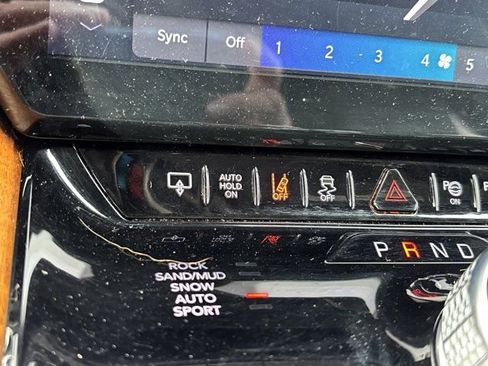 Sync Off 1 2 3 4 5
AUTO HOLD ON OFF OFF P ON P
P R N D
ROCK
SAND/MUD
SNOW
AUTO
SPORT